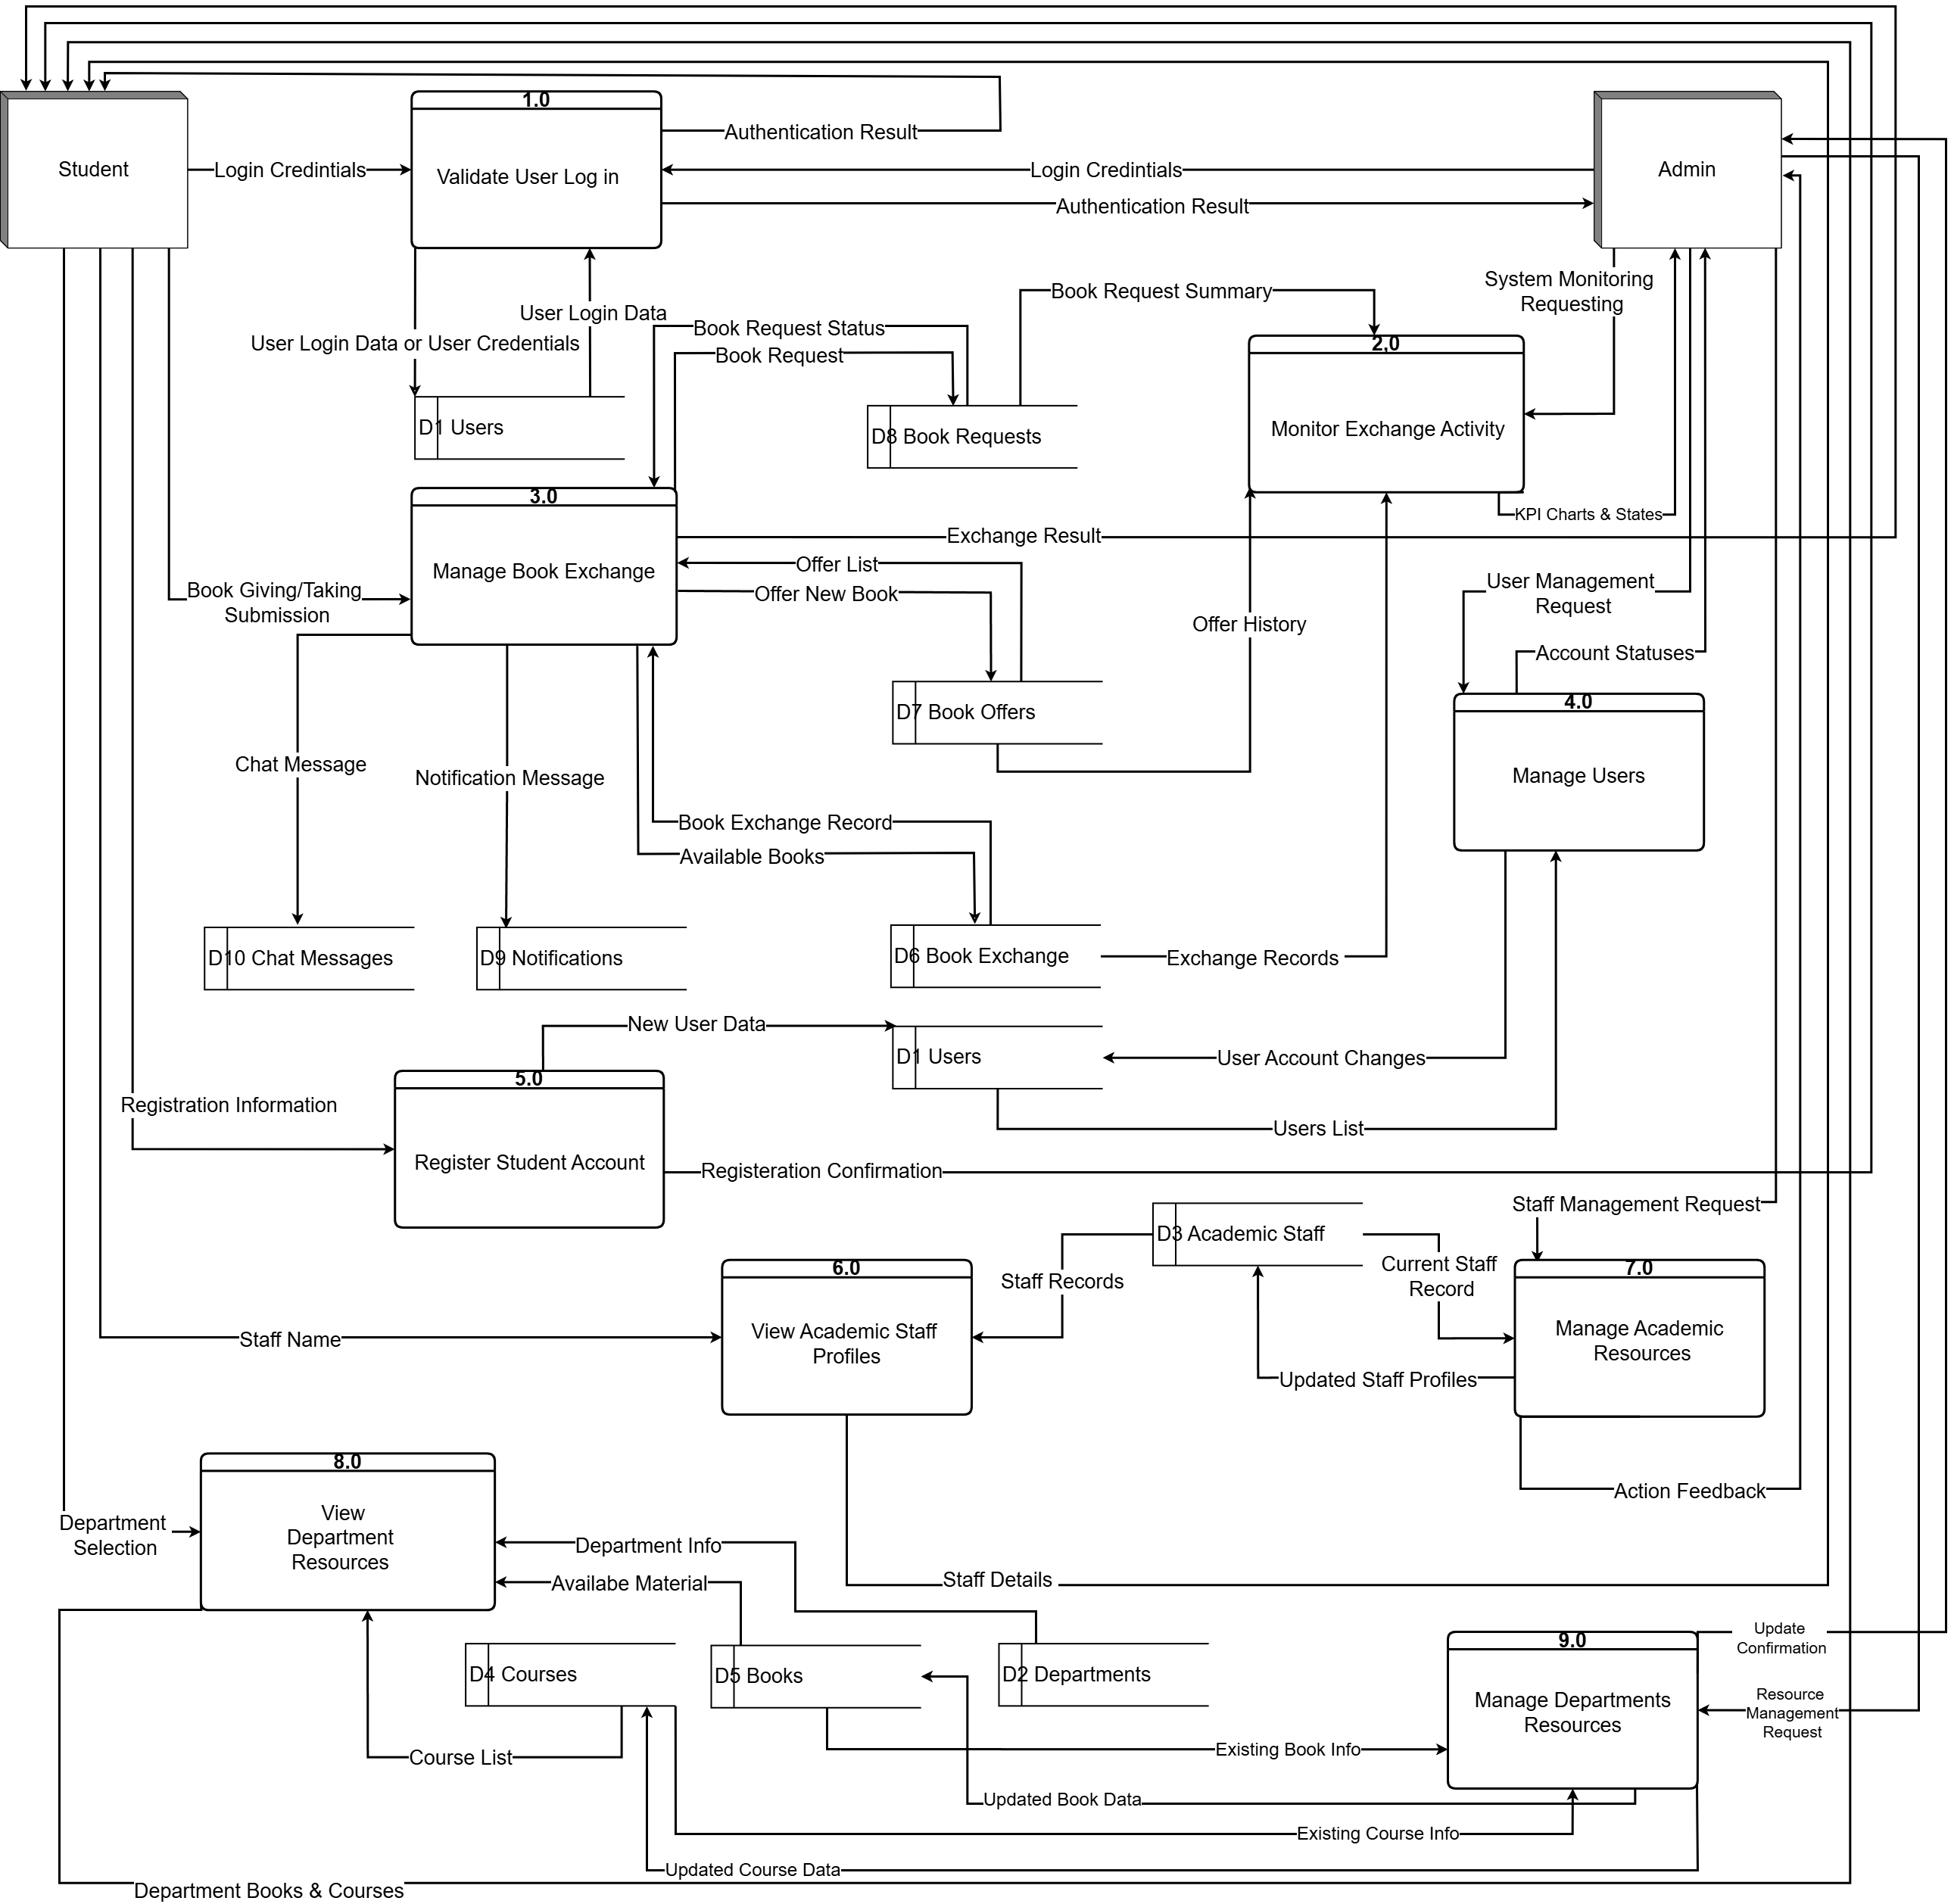 1.0
Authentication Result
Student
Login Credintials
Validate User Log in
Login Credintials
Admin
Authentication Result
System Monitoring
Requesting
Book Request Summary
User Login Data
Book Request Status
User Login Data or User Credentials
Book Request
2,0
D1 Users
D8 Book Requests
Monitor Exchange Activity
3.0
KPI Charts & States
Exchange Result
Manage Book Exchange
Offer List
Book Giving/Taking
Submission
Offer New Book
User Management
Request
Offer History
Account Statuses
4.0
D7 Book Offers
Chat Message
Notification Message
Manage Users
Book Exchange Record
Available Books
D10 Chat Messages
D9 Notifications
D6 Book Exchange
Exchange Records
New User Data
D1 Users
User Account Changes
5.0
Registration Information
Users List
Register Student Account
Registeration Confirmation
Staff Management Request
D3 Academic Staff
6.0
Staff Records
Current Staff
Record
7.0
Staff Name
View Academic Staff
Profiles
Manage Academic
Resources
Updated Staff Profiles
8.0
Action Feedback
Department
Selection
View
Department
Resources
Department Info
Availabe Material
Staff Details
Update
Confirmation
9.0
D4 Courses
D5 Books
D2 Departments
Manage Departments
Resources
Resource
Management
Request
Course List
Existing Book Info
Updated Book Data
Existing Course Info
Updated Course Data
Department Books & Courses